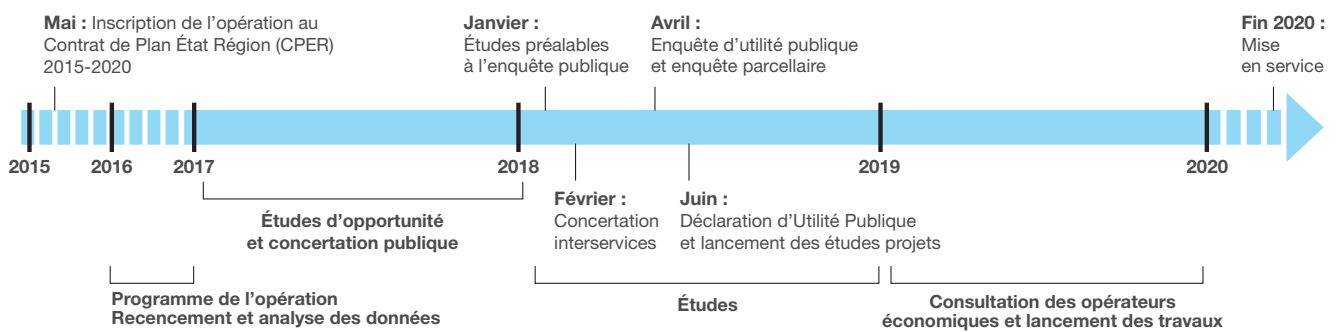 Mai : Inscription de l'opération au
Contrat de Plan État Région (CPER)
2015-2020
Janvier :
Études préalables
à l'enquête publique
Avril :
Enquête d'utilité publique
et enquête parcellaire
Fin 2020 :
Mise
en service
2015 2016 2017 2018 2019 2020
Études d'opportunité
et concertation publique
Février :
Concertation
interservices
Juin :
Déclaration d'Utilité Publique
et lancement des études projets
Programme de l'opération
Recencement et analyse des données
Études
Consultation des opérateurs
économiques et lancement des travaux